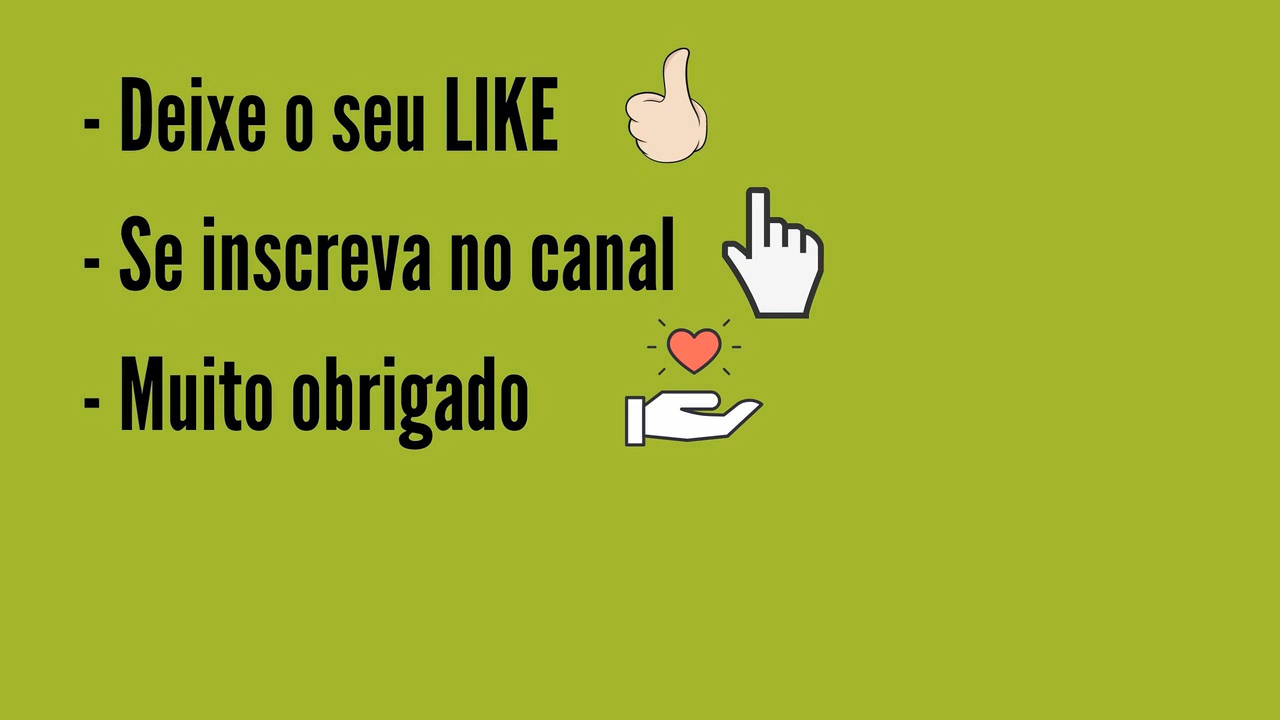 - Deixe o seu LIKE
- Se inscreva no canal
- Muito obrigado